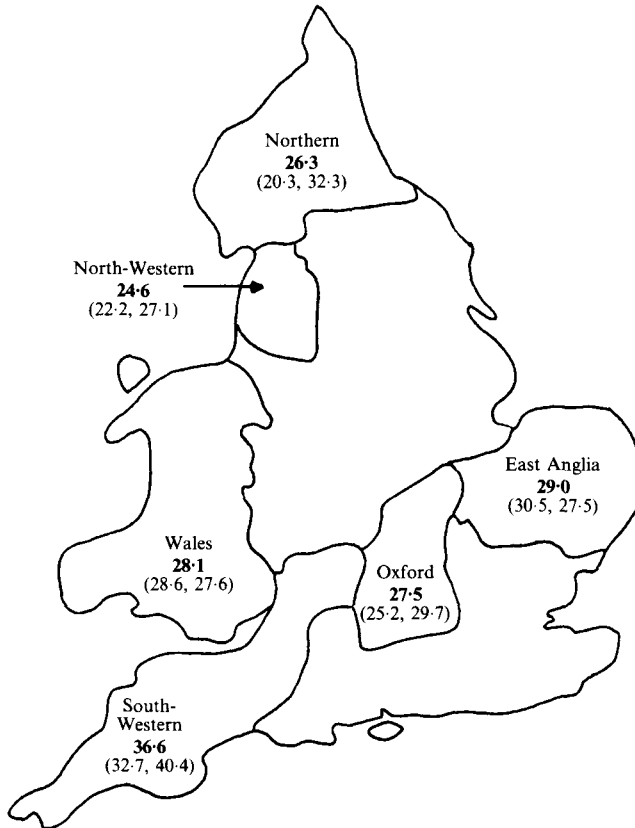 Northern
26·3
(20·3, 32·3)
North-Western
24·6
(22·2, 27·1)
East Anglia
29·0
(30·5, 27·5)
Wales
28·1
(28·6, 27·6)
Oxford
27·5
(25·2, 29·7)
South-
Western
36·6
(32·7, 40·4)